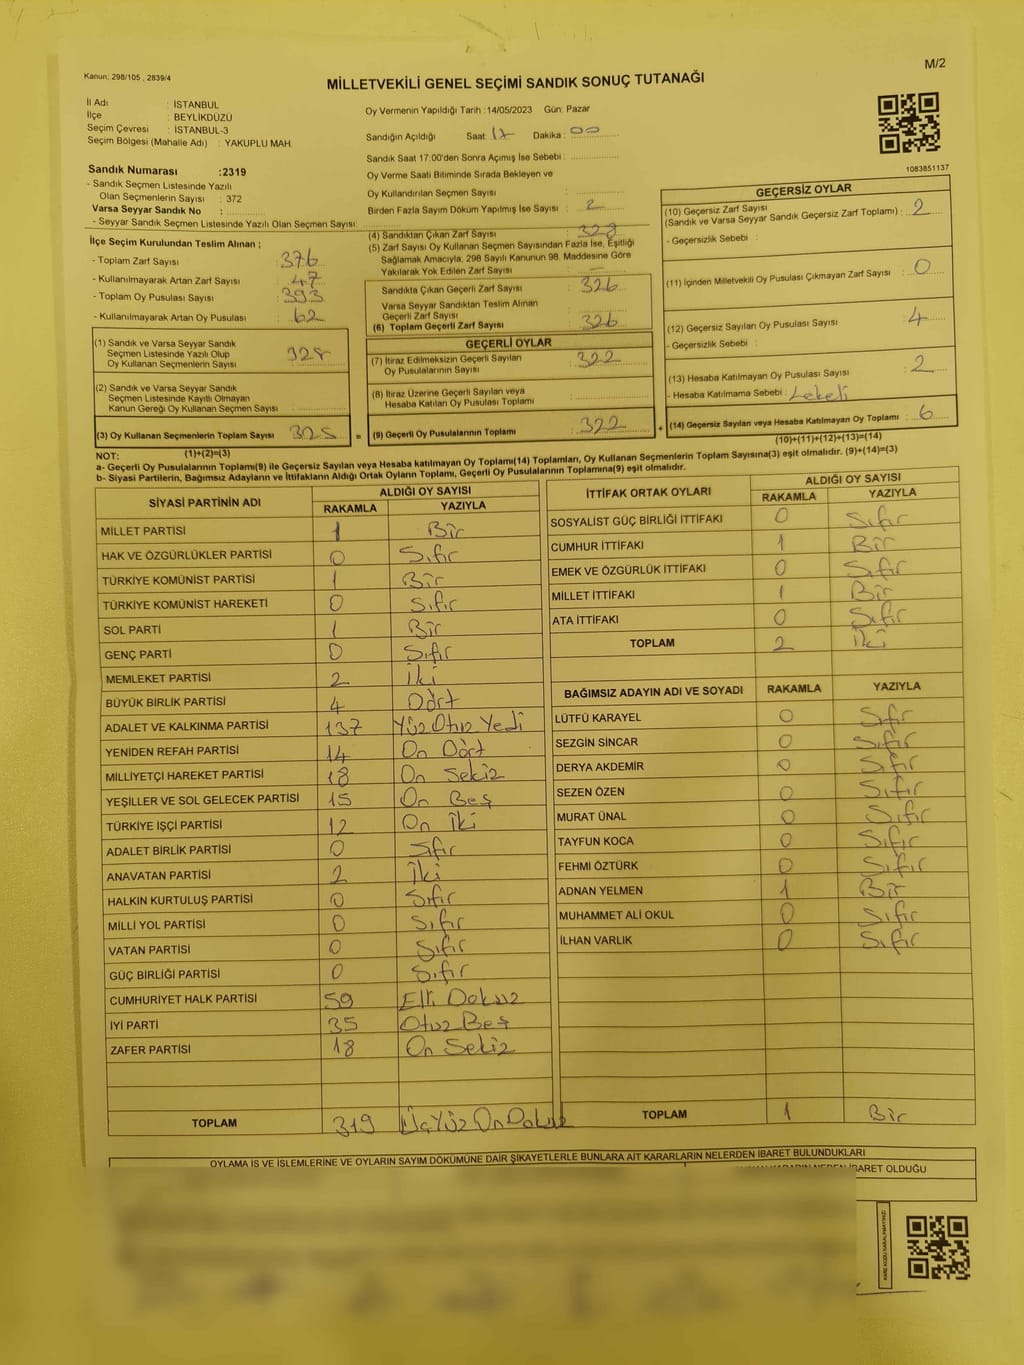 Kanun: 298/105 , 2839/4
M/2
MİLLETVEKİLİ GENEL SEÇİMİ SANDIK SONUÇ TUTANAĞI
İl Adı : İSTANBUL
İlçe : BEYLİKDÜZÜ
Seçim Çevresi : İSTANBUL-3
Seçim Bölgesi (Mahalle Adı) : YAKUPLU MAH.
Oy Vermenin Yapıldığı Tarih :14/05/2023 Gün: Pazar
Sandığın Açıldığı Saat: 17 Dakika : 00
Sandık Saat 17:00'den Sonra Açımış İse Sebebi :
Oy Verme Saati Bitiminde Sırada Bekleyen ve
Oy Kullandırılan Seçmen Sayısı :
Birden Fazla Sayım Döküm Yapılmış İse Sayısı : 2
1083851137
Sandık Numarası :2319
- Sandık Seçmen Listesinde Yazılı
Olan Seçmenlerin Sayısı : 372
Varsa Seyyar Sandık No :
- Seyyar Sandık Seçmen Listesinde Yazılı Olan Seçmen Sayısı:
İlçe Seçim Kurulundan Teslim Alınan ;
- Toplam Zarf Sayısı : 376
- Kullanılmayarak Artan Zarf Sayısı : 47
- Toplam Oy Pusulası Sayısı : 393
- Kullanılmayarak Artan Oy Pusulası : 62
(4) Sandıktan Çıkan Zarf Sayısı : 328
(5) Zarf Sayısı Oy Kullanan Seçmen Sayısından Fazla İse, Eşitliği
Sağlamak Amacıyla, 298 Sayılı Kanunun 98. Maddesine Göre
Yakılarak Yok Edilen Zarf Sayısı : —
Sandıkta Çıkan Geçerli Zarf Sayısı : 326
Varsa Seyyar Sandıktan Teslim Alınan
Geçerli Zarf Sayısı :
(6) Toplam Geçerli Zarf Sayısı : 326
GEÇERSİZ OYLAR
(10) Geçersiz Zarf Sayısı
(Sandık ve Varsa Seyyar Sandık Geçersiz Zarf Toplamı) : 2
- Geçersizlik Sebebi :
(11) İçinden Milletvekili Oy Pusulası Çıkmayan Zarf Sayısı : 0
(12) Geçersiz Sayılan Oy Pusulası Sayısı : 4
- Geçersizlik Sebebi :
(13) Hesaba Katılmayan Oy Pusulası Sayısı : 2
- Hesaba Katılmama Sebebi : Lekeli
(14) Geçersiz Sayılan veya Hesaba Katılmayan Oy Toplamı : 6
(10)+(11)+(12)+(13)=(14)
(1) Sandık ve Varsa Seyyar Sandık
Seçmen Listesinde Yazılı Olup
Oy Kullanan Seçmenlerin Sayısı : 328
(2) Sandık ve Varsa Seyyar Sandık
Seçmen Listesinde Kayıtlı Olmayan
Kanun Gereği Oy Kullanan Seçmen Sayısı :
(3) Oy Kullanan Seçmenlerin Toplam Sayısı : 328 =
(1)+(2)=(3)
GEÇERLİ OYLAR
(7) İtiraz Edilmeksizin Geçerli Sayılan
Oy Pusulalarının Sayısı : 322
(8) İtiraz Üzerine Geçerli Sayılan veya
Hesaba Katılan Oy Pusulası Toplamı :
(9) Geçerli Oy Pusulalarının Toplamı : 322 +
NOT:
a- Geçerli Oy Pusulalarının Toplamı(9) ile Geçersiz Sayılan veya Hesaba katılmayan Oy Toplamı(14) Toplamları, Oy Kullanan Seçmenlerin Toplam Sayısına(3) eşit olmalıdır. (9)+(14)=(3)
b- Siyasi Partilerin, Bağımsız Adayların ve İttifakların Aldığı Ortak Oyların Toplamı, Geçerli Oy Pusulalarının Toplamına(9) eşit olmalıdır.
SİYASİ PARTİNİN ADI ALDIĞI OY SAYISI
RAKAMLA YAZIYLA
MİLLET PARTİSİ 1 Bir
HAK VE ÖZGÜRLÜKLER PARTİSİ 0 Sıfır
TÜRKİYE KOMÜNİST PARTİSİ 1 Bir
TÜRKİYE KOMÜNİST HAREKETİ 0 Sıfır
SOL PARTİ 1 Bir
GENÇ PARTİ 0 Sıfır
MEMLEKET PARTİSİ 2 İki
BÜYÜK BİRLİK PARTİSİ 4 Dört
ADALET VE KALKINMA PARTİSİ 137 Yüz Otuz Yedi
YENİDEN REFAH PARTİSİ 14 On Dört
MİLLİYETÇİ HAREKET PARTİSİ 18 On Sekiz
YEŞİLLER VE SOL GELECEK PARTİSİ 15 On Beş
TÜRKİYE İŞÇİ PARTİSİ 12 On İki
ADALET BİRLİK PARTİSİ 0 Sıfır
ANAVATAN PARTİSİ 2 İki
HALKIN KURTULUŞ PARTİSİ 0 Sıfır
MİLLİ YOL PARTİSİ 0 Sıfır
VATAN PARTİSİ 0 Sıfır
GÜÇ BİRLİĞİ PARTİSİ 0 Sıfır
CUMHURİYET HALK PARTİSİ 59 Elli Dokuz
İYİ PARTİ 35 Otuz Beş
ZAFER PARTİSİ 18 On Sekiz
TOPLAM 319 Üç Yüz On Dokuz
İTTİFAK ORTAK OYLARI ALDIĞI OY SAYISI
RAKAMLA YAZIYLA
SOSYALİST GÜÇ BİRLİĞİ İTTİFAKI 0 Sıfır
CUMHUR İTTİFAKI 1 Bir
EMEK VE ÖZGÜRLÜK İTTİFAKI 0 Sıfır
MİLLET İTTİFAKI 1 Bir
ATA İTTİFAKI 0 Sıfır
TOPLAM 2 İki
BAĞIMSIZ ADAYIN ADI VE SOYADI RAKAMLA YAZIYLA
LÜTFÜ KARAYEL 0 Sıfır
SEZGİN SİNCAR 0 Sıfır
DERYA AKDEMİR 0 Sıfır
SEZEN ÖZEN 0 Sıfır
MURAT ÜNAL 0 Sıfır
TAYFUN KOCA 0 Sıfır
FEHMİ ÖZTÜRK 0 Sıfır
ADNAN YELMEN 1 Bir
MUHAMMET ALİ OKUL 0 Sıfır
İLHAN VARLIK 0 Sıfır
TOPLAM 1 Bir
OYLAMA İŞ VE İŞLEMLERİNE VE OYLARIN SAYIM DÖKÜMÜNE DAİR ŞİKAYETLERLE BUNLARA AİT KARARLARIN NELERDEN İBARET BULUNDUKLARI
İBARET OLDUĞU
KARE KODU KARALAMAYINIZ!